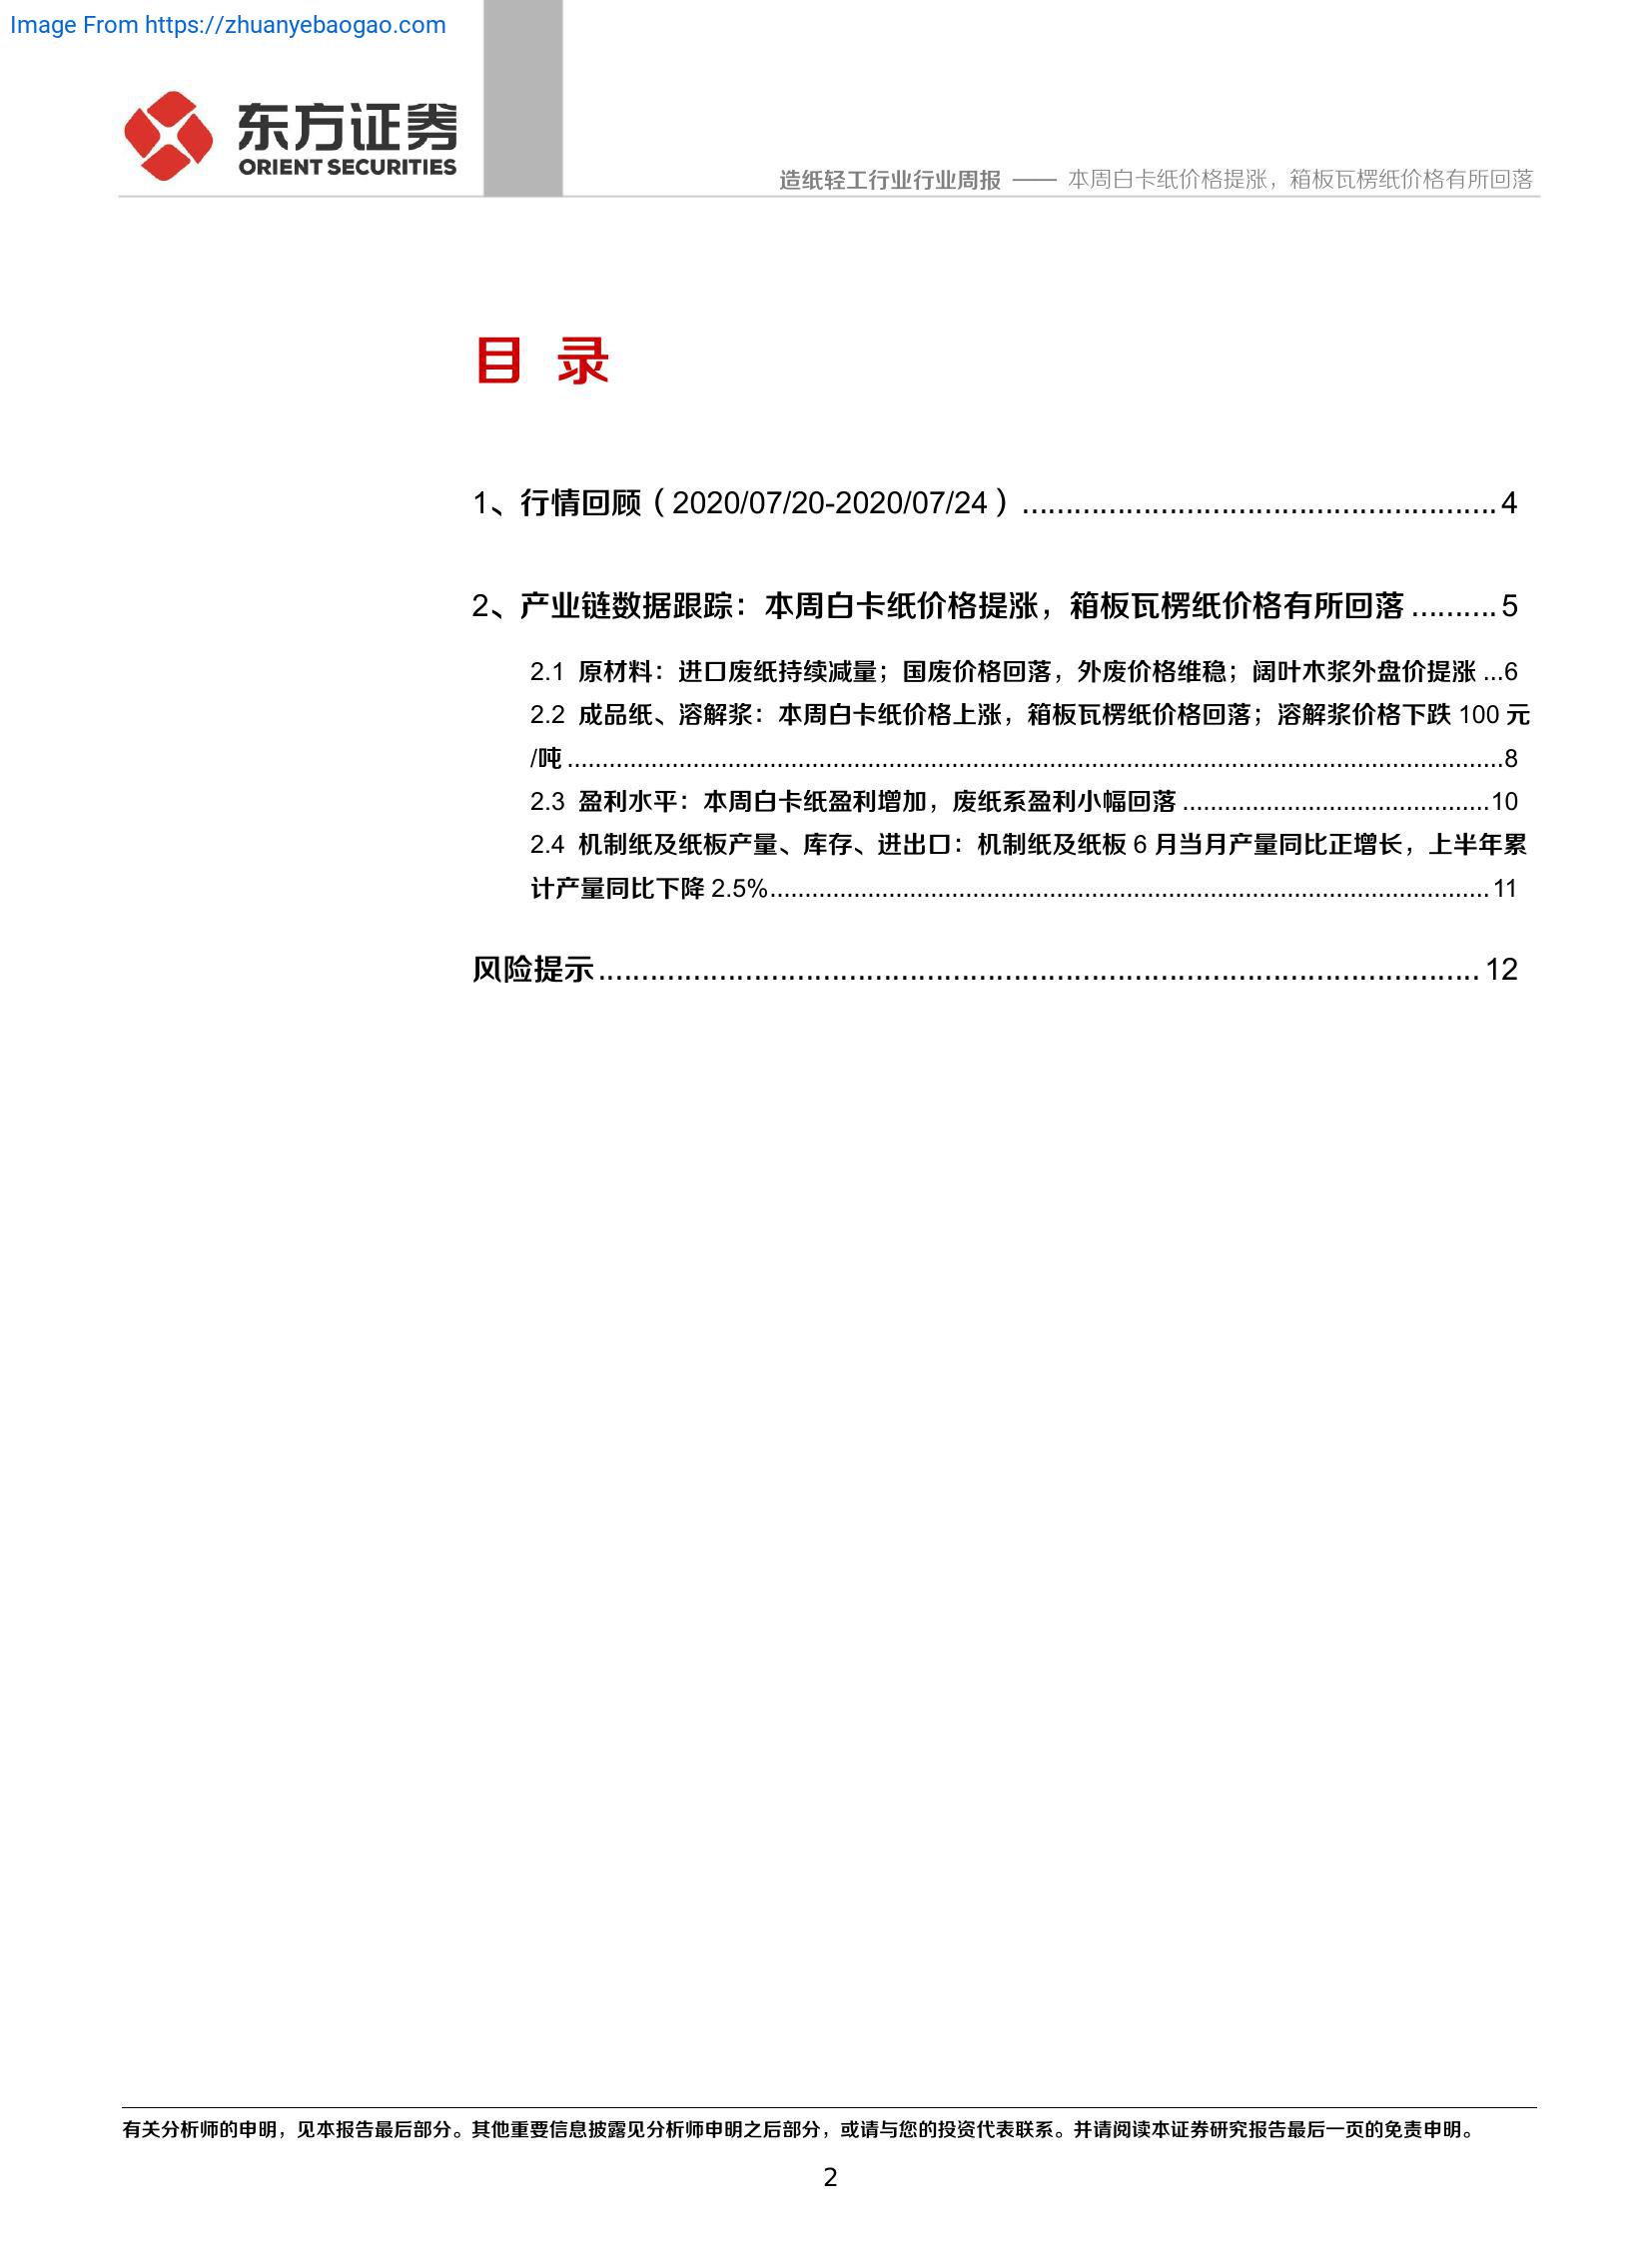 Image From https://zhuanyebaogao.com
东方证券
ORIENT SECURITIES
造纸轻工行业行业周报 —— 本周白卡纸价格提涨，箱板瓦楞纸价格有所回落
目 录
1、行情回顾（2020/07/20-2020/07/24）......................................................4
2、产业链数据跟踪：本周白卡纸价格提涨，箱板瓦楞纸价格有所回落..........5
2.1 原材料：进口废纸持续减量；国废价格回落，外废价格维稳；阔叶木浆外盘价提涨...6
2.2 成品纸、溶解浆：本周白卡纸价格上涨，箱板瓦楞纸价格回落；溶解浆价格下跌 100 元
/吨......................................................................................................................................8
2.3 盈利水平：本周白卡纸盈利增加，废纸系盈利小幅回落............................................10
2.4 机制纸及纸板产量、库存、进出口：机制纸及纸板 6 月当月产量同比正增长，上半年累
计产量同比下降 2.5%.......................................................................................................11
风险提示.....................................................................................................12
有关分析师的申明，见本报告最后部分。其他重要信息披露见分析师申明之后部分，或请与您的投资代表联系。并请阅读本证券研究报告最后一页的免责申明。
2